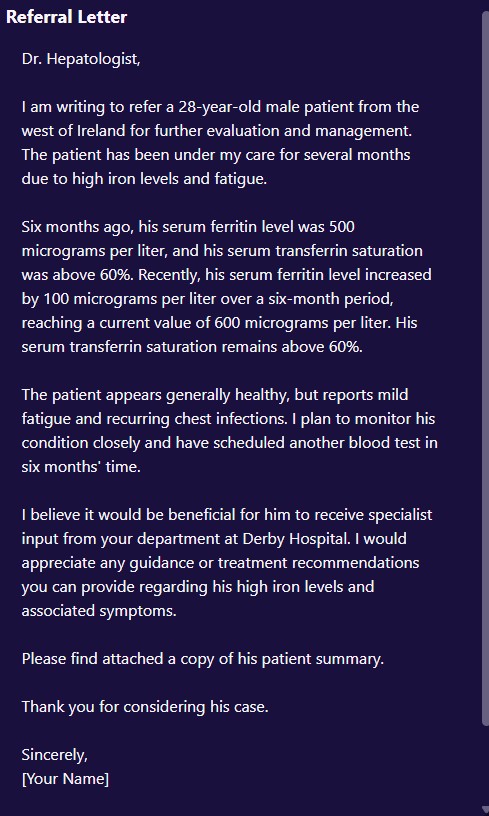 Referral Letter
Dr. Hepatologist,
I am writing to refer a 28-year-old male patient from the
west of Ireland for further evaluation and management.
The patient has been under my care for several months
due to high iron levels and fatigue.
Six months ago, his serum ferritin level was 500
micrograms per liter, and his serum transferrin saturation
was above 60%. Recently, his serum ferritin level increased
by 100 micrograms per liter over a six-month period,
reaching a current value of 600 micrograms per liter. His
serum transferrin saturation remains above 60%.
The patient appears generally healthy, but reports mild
fatigue and recurring chest infections. I plan to monitor his
condition closely and have scheduled another blood test in
six months' time.
I believe it would be beneficial for him to receive specialist
input from your department at Derby Hospital. I would
appreciate any guidance or treatment recommendations
you can provide regarding his high iron levels and
associated symptoms.
Please find attached a copy of his patient summary.
Thank you for considering his case.
Sincerely,
[Your Name]